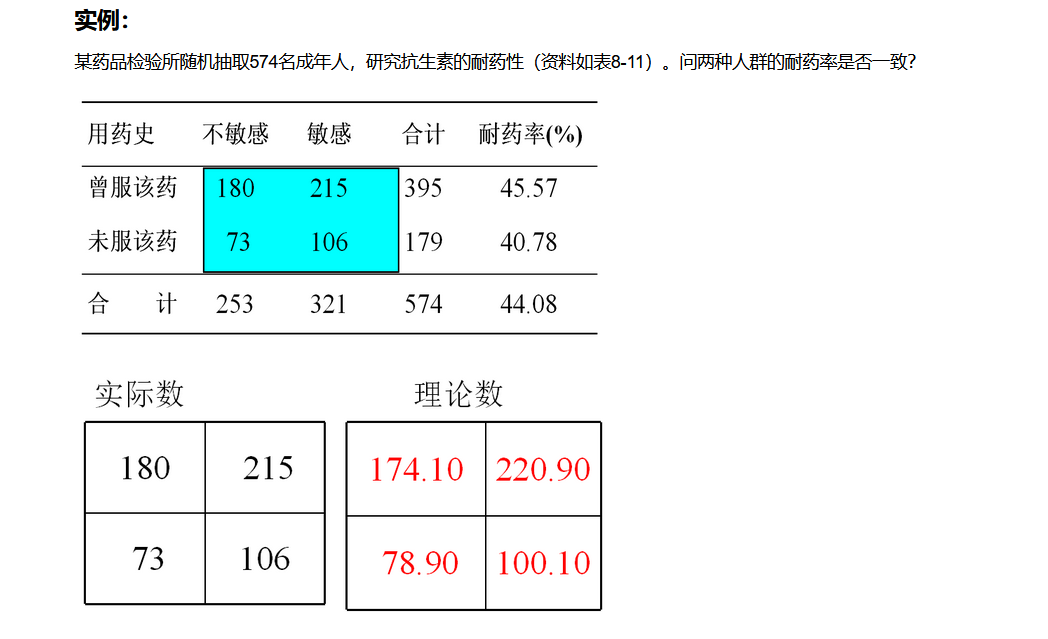 实例：
某药品检验所随机抽取574名成年人，研究抗生素的耐药性（资料如表8-11）。问两种人群的耐药率是否一致？
用药史 不敏感 敏感 合计 耐药率(%)
曾服该药 180 215 395 45.57
未服该药 73 106 179 40.78
合 计 253 321 574 44.08
实际数 理论数
180 215 174.10 220.90
73 106 78.90 100.10